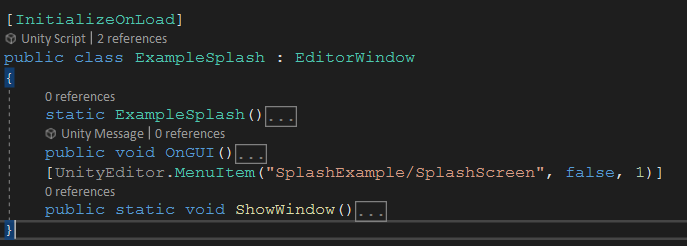 [InitializeOnLoad]
Unity Script | 2 references
public class ExampleSplash : EditorWindow
{
0 references
static ExampleSplash()...
Unity Message | 0 references
public void OnGUI()...
[UnityEditor.MenuItem("SplashExample/SplashScreen", false, 1)]
0 references
public static void ShowWindow()...
}